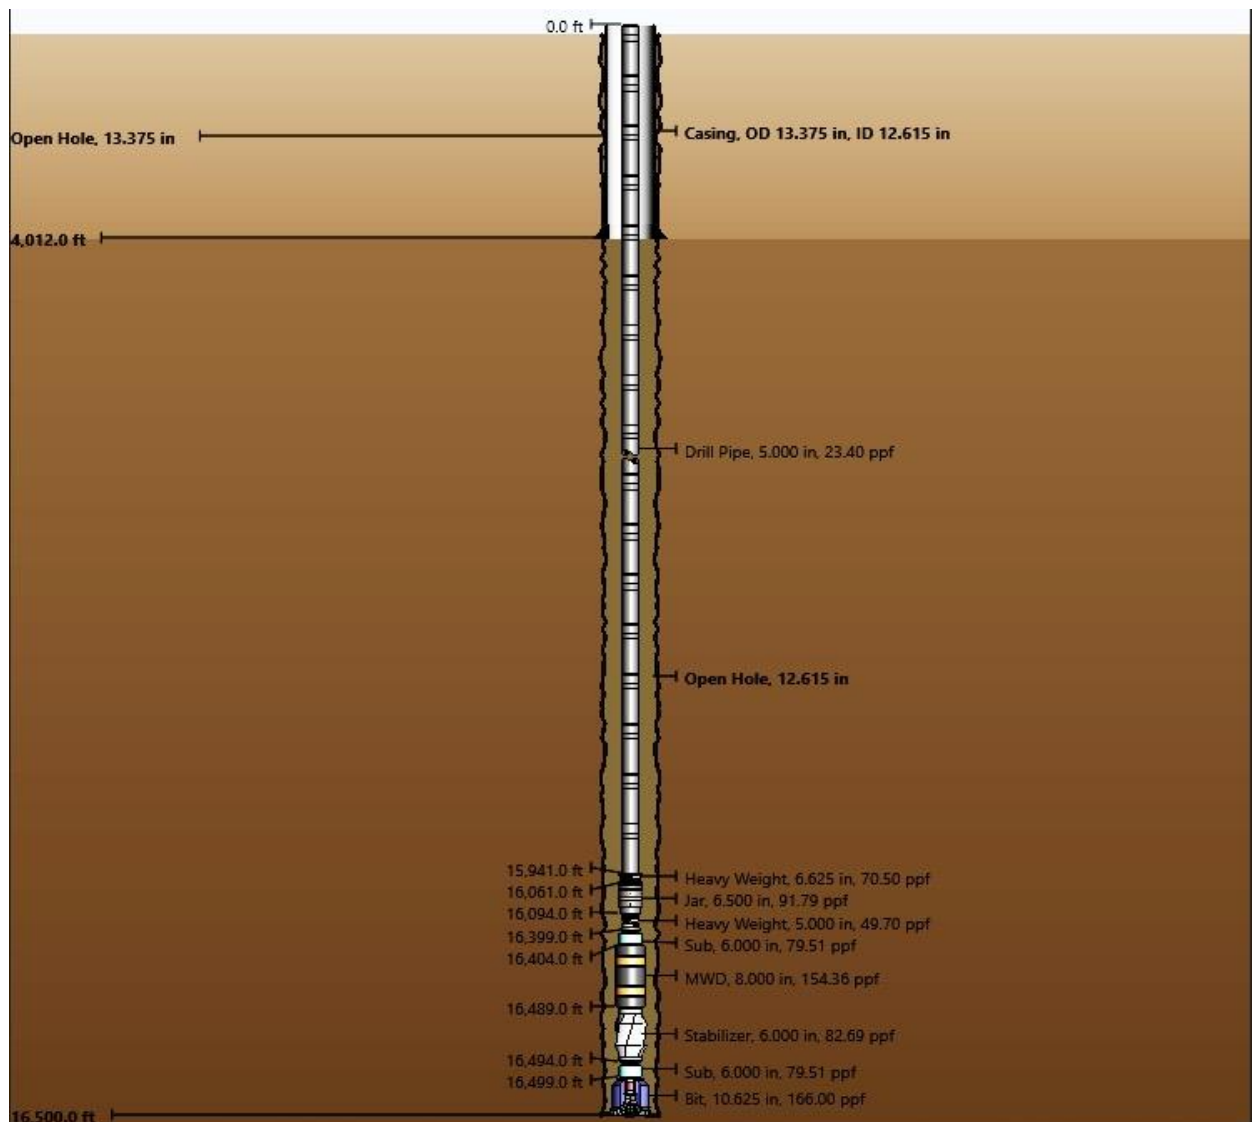 0.0 ft
Open Hole, 13.375 in
Casing, OD 13.375 in, ID 12.615 in
4,012.0 ft
Drill Pipe, 5.000 in, 23.40 ppf
Open Hole, 12.615 in
15,941.0 ft
Heavy Weight, 6.625 in, 70.50 ppf
16,061.0 ft
Jar, 6.500 in, 91.79 ppf
16,094.0 ft
Heavy Weight, 5.000 in, 49.70 ppf
16,399.0 ft
Sub, 6.000 in, 79.51 ppf
16,404.0 ft
MWD, 8.000 in, 154.36 ppf
16,489.0 ft
Stabilizer, 6.000 in, 82.69 ppf
16,494.0 ft
Sub, 6.000 in, 79.51 ppf
16,499.0 ft
Bit, 10.625 in, 166.00 ppf
16,500.0 ft